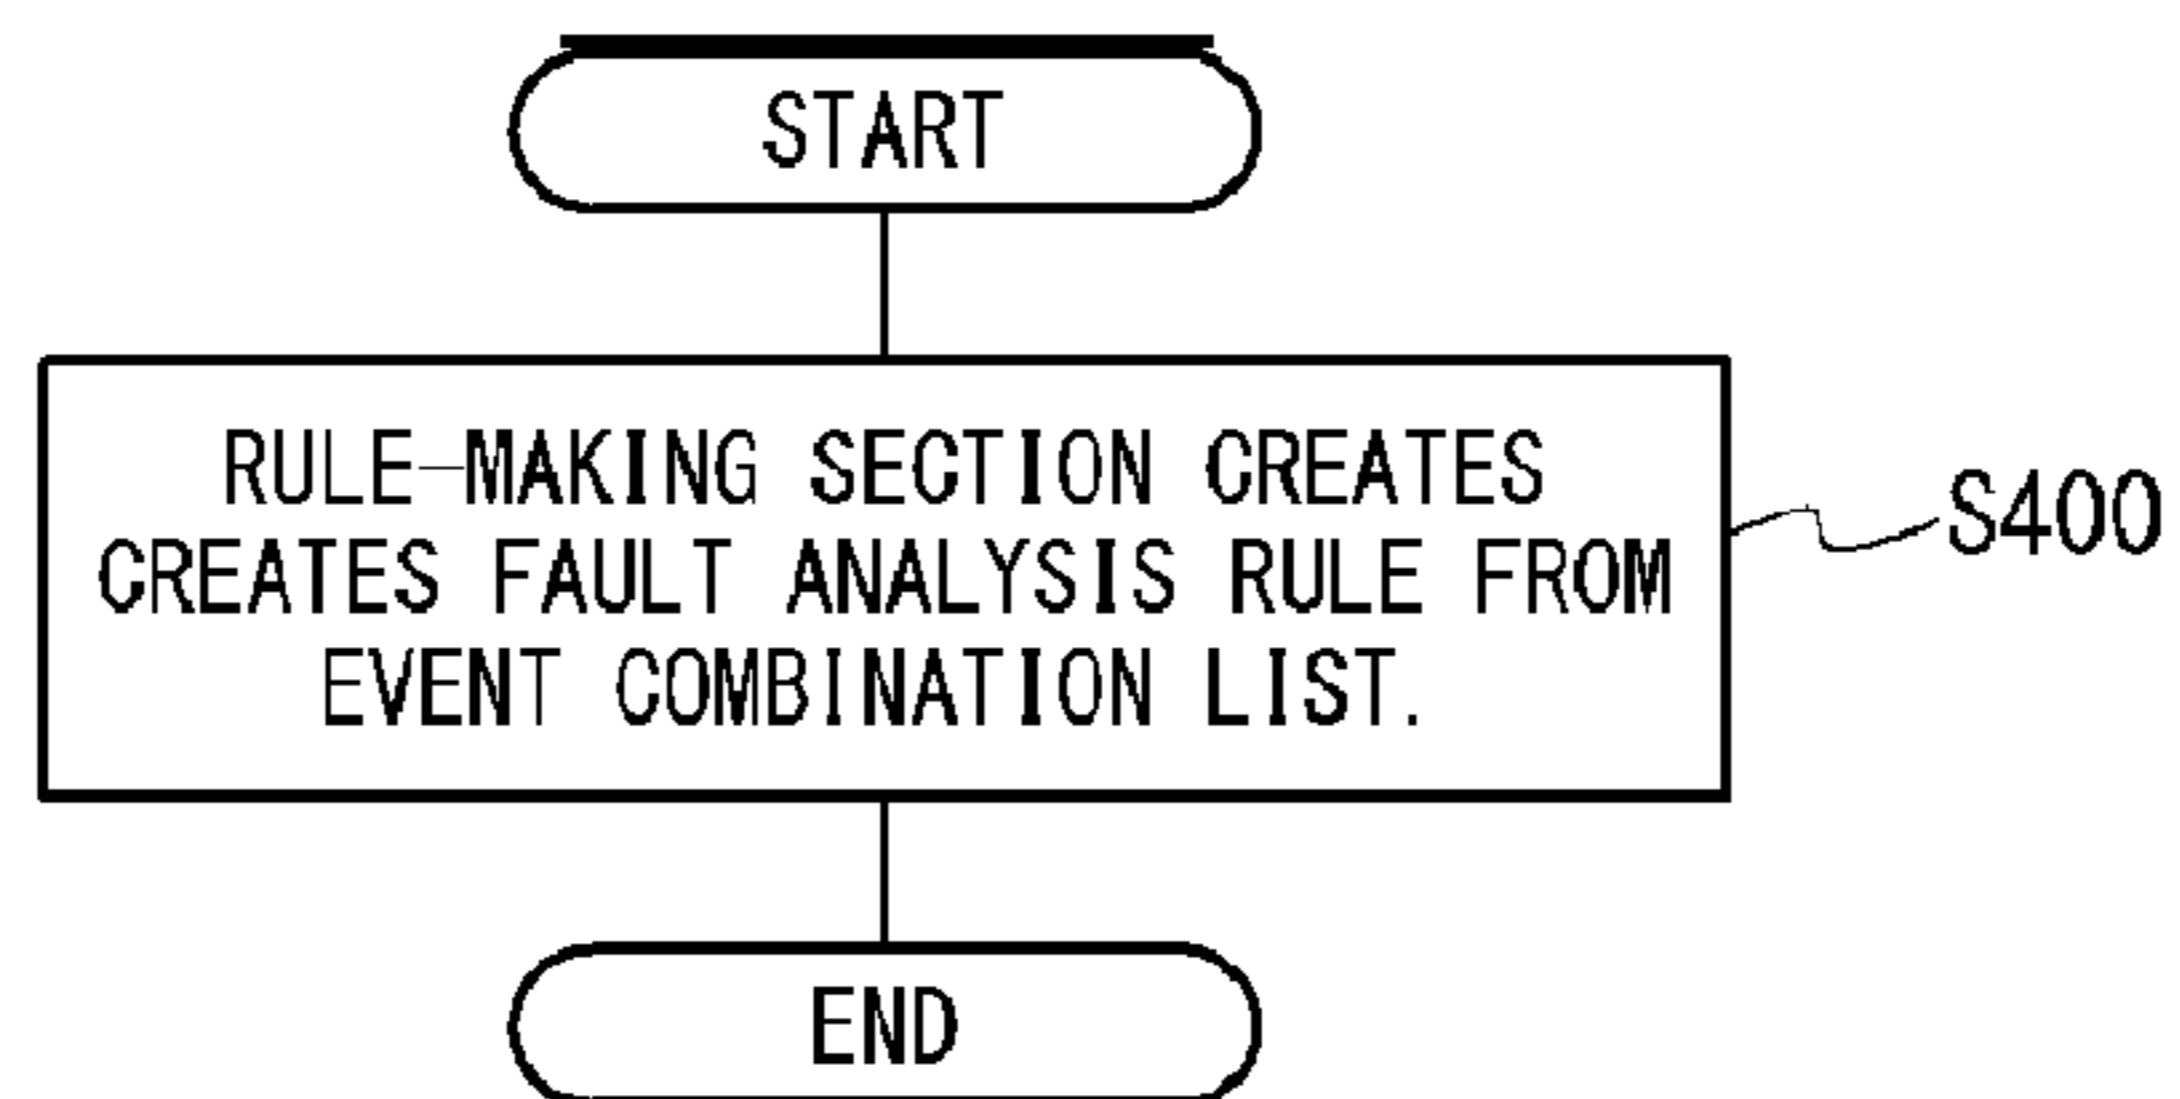 START
RULE-MAKING SECTION CREATES
CREATES FAULT ANALYSIS RULE FROM
EVENT COMBINATION LIST.
S400
END